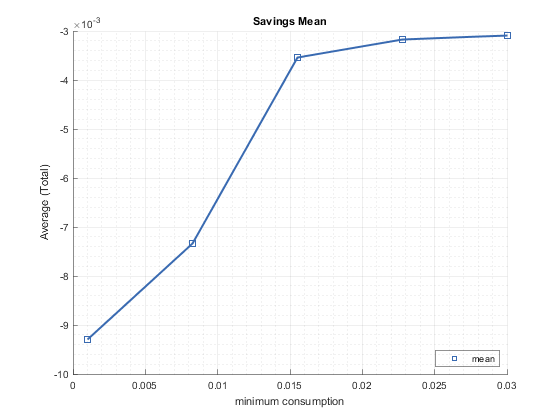 Savings Mean
×10⁻³
-3
-4
-5
-6
-7
-8
-9
-10
Average (Total)
mean
0 0.005 0.01 0.015 0.02 0.025 0.03
minimum consumption